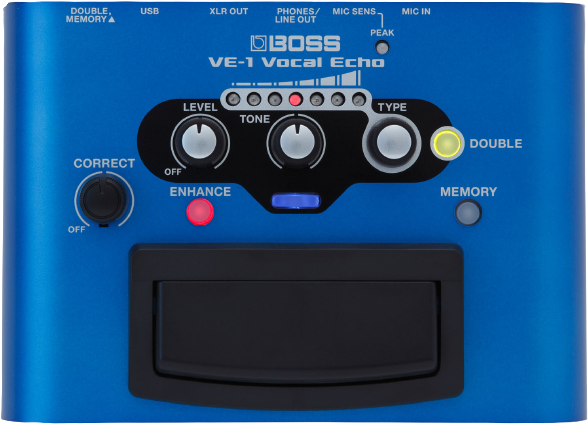 DOUBLE, MEMORY▲
USB
XLR OUT
PHONES/ LINE OUT
MIC SENS
MIC IN
PEAK
BOSS
VE-1 Vocal Echo
LEVEL
TONE
TYPE
OFF
DOUBLE
CORRECT
OFF
ENHANCE
MEMORY